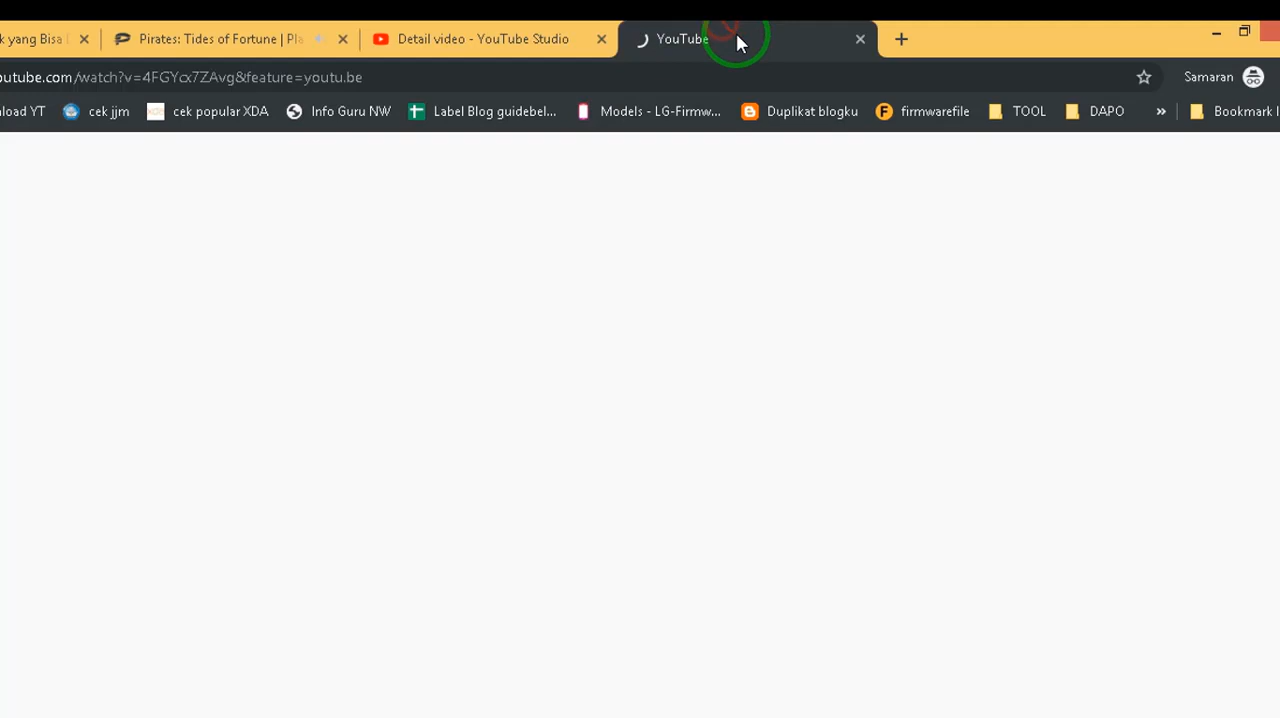 k yang Bisa Pirates: Tides of Fortune | Pla Detail video - YouTube Studio YouTube
outube.com/watch?v=4FGYcx7ZAvg&feature=youtu.be Samaran
nload YT cek jjm cek popular XDA Info Guru NW Label Blog guidebel... Models - LG-Firmw... Duplikat blogku firmwarefile TOOL DAPO » Bookmark l